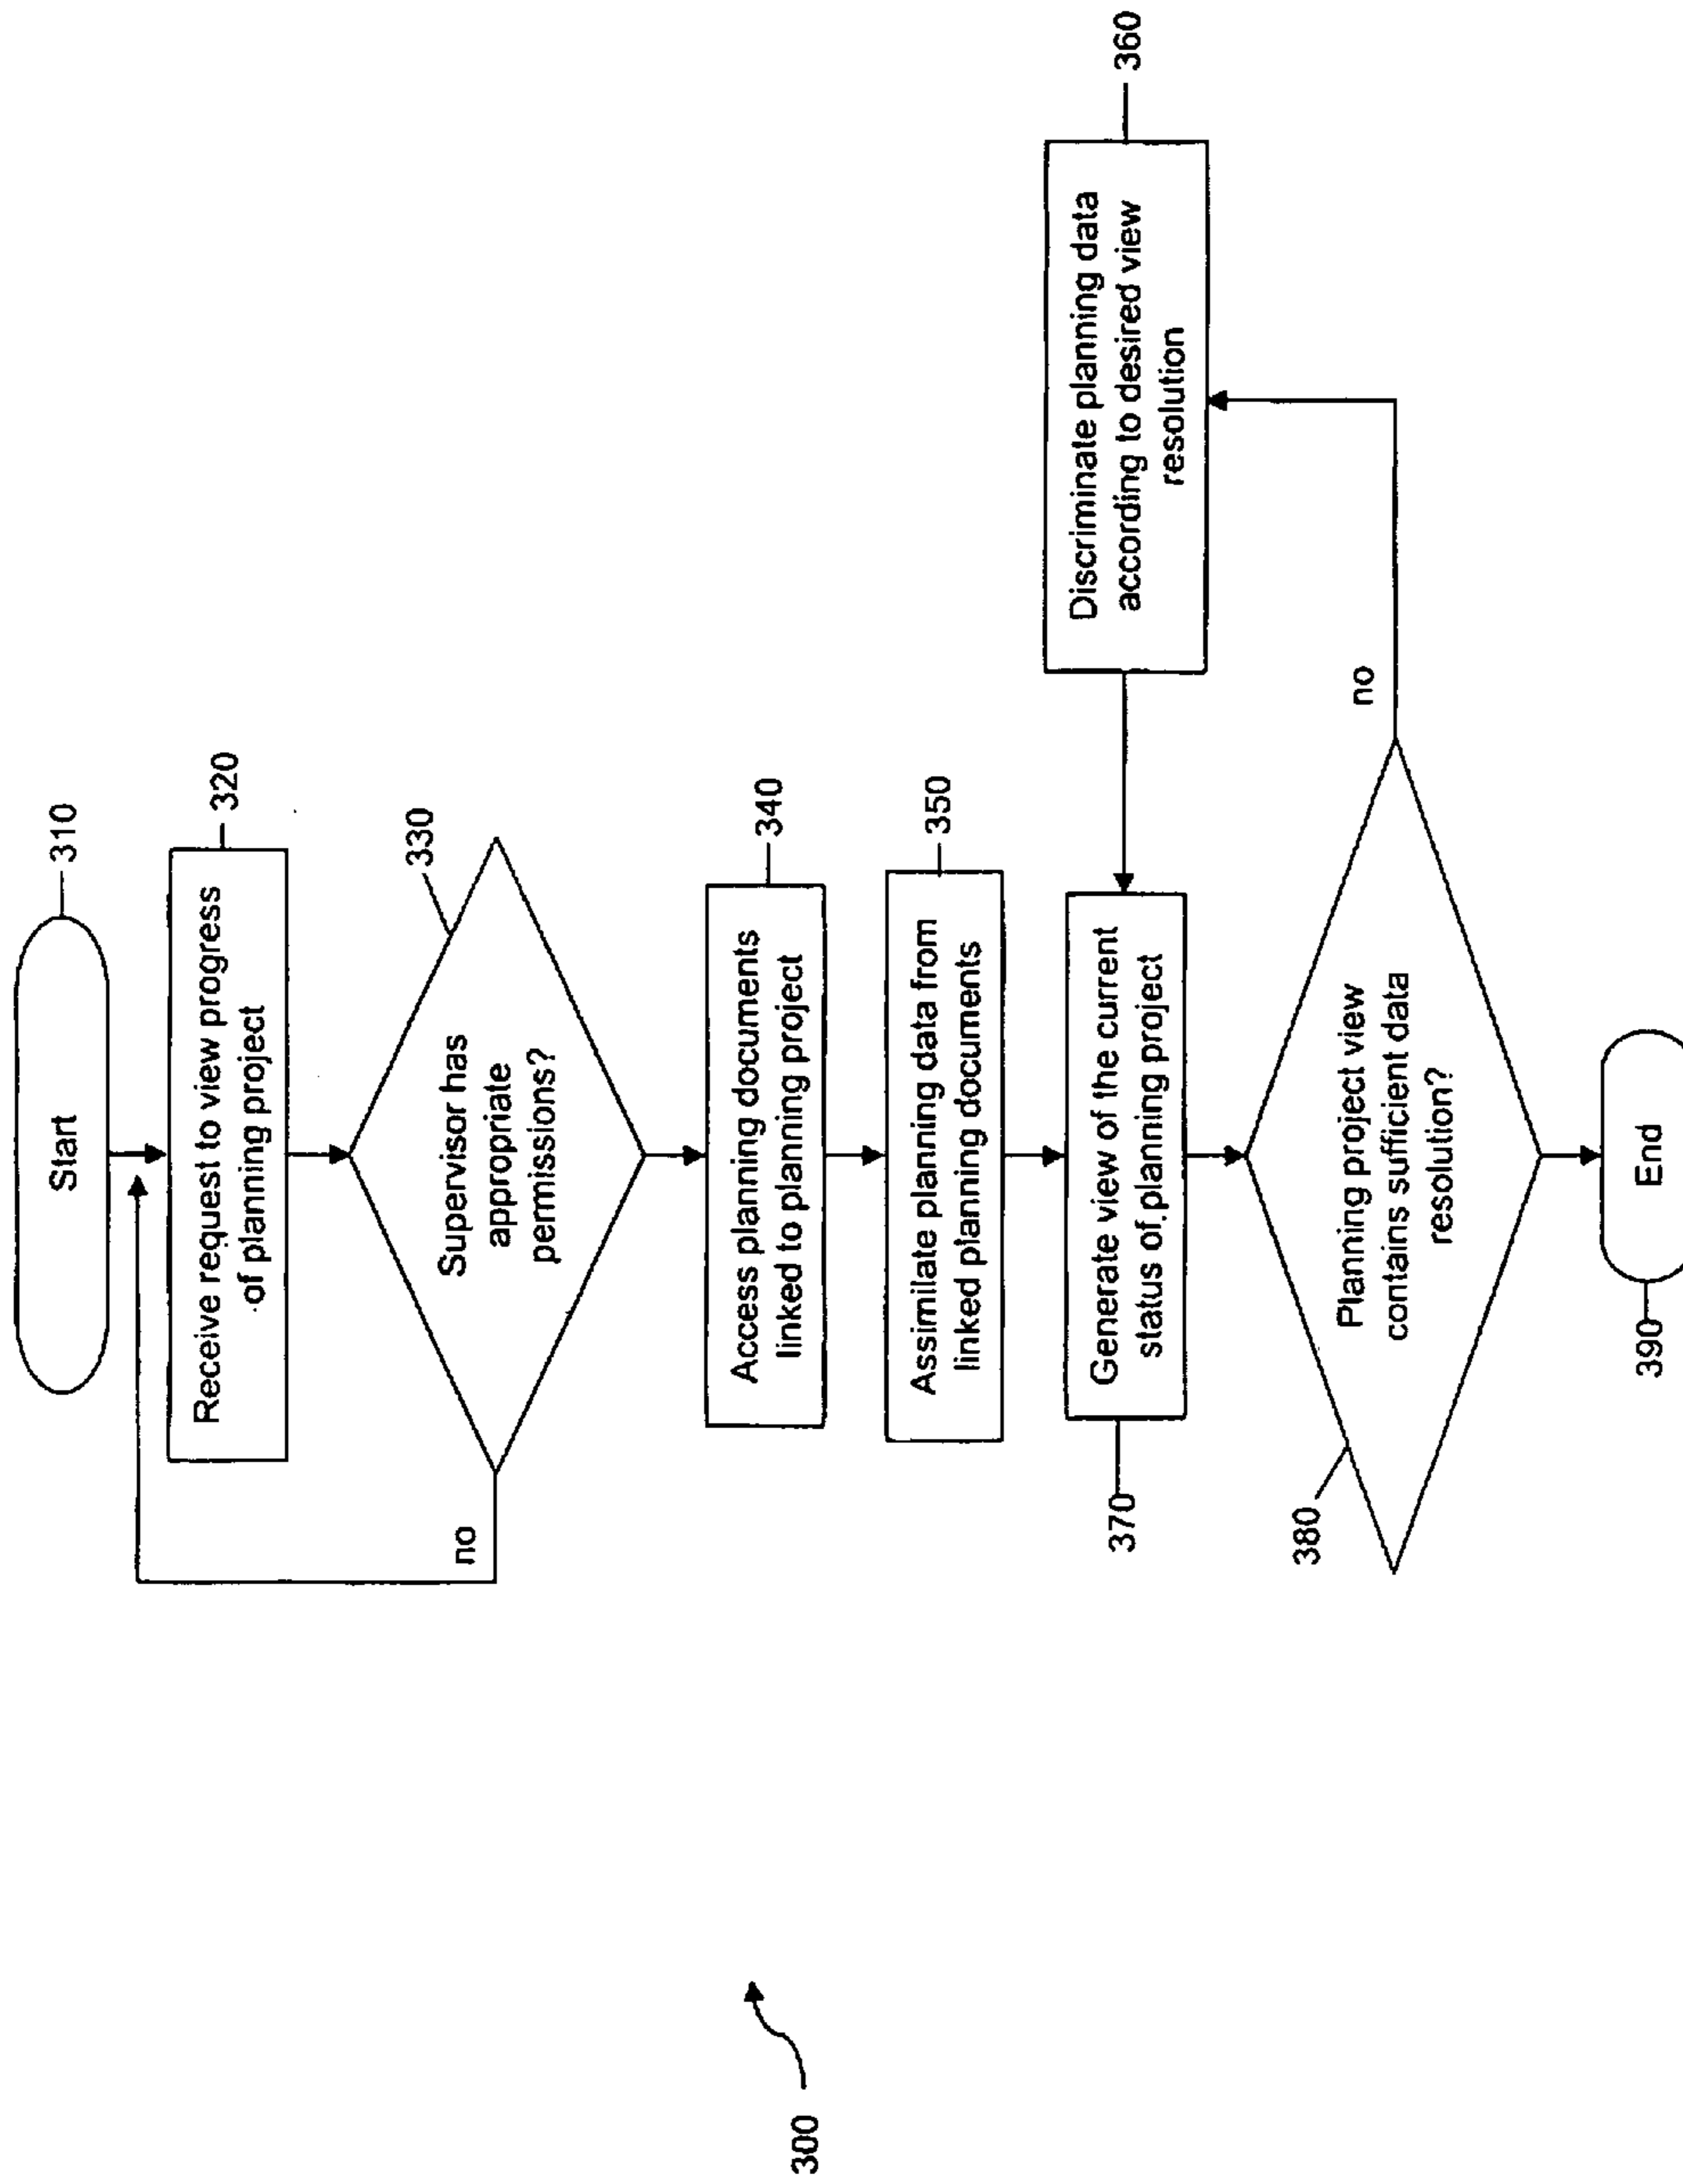 Start
310
Receive request to view progress
of planning project
320
Supervisor has
appropriate
permissions?
330
no
Access planning documents
linked to planning project
340
Assimilate planning data from
linked planning documents
350
Discriminate planning data
according to desired view
resolution
360
Generate view of the current
status of planning project
370
Planning project view
contains sufficient data
resolution?
380
no
End
390
300